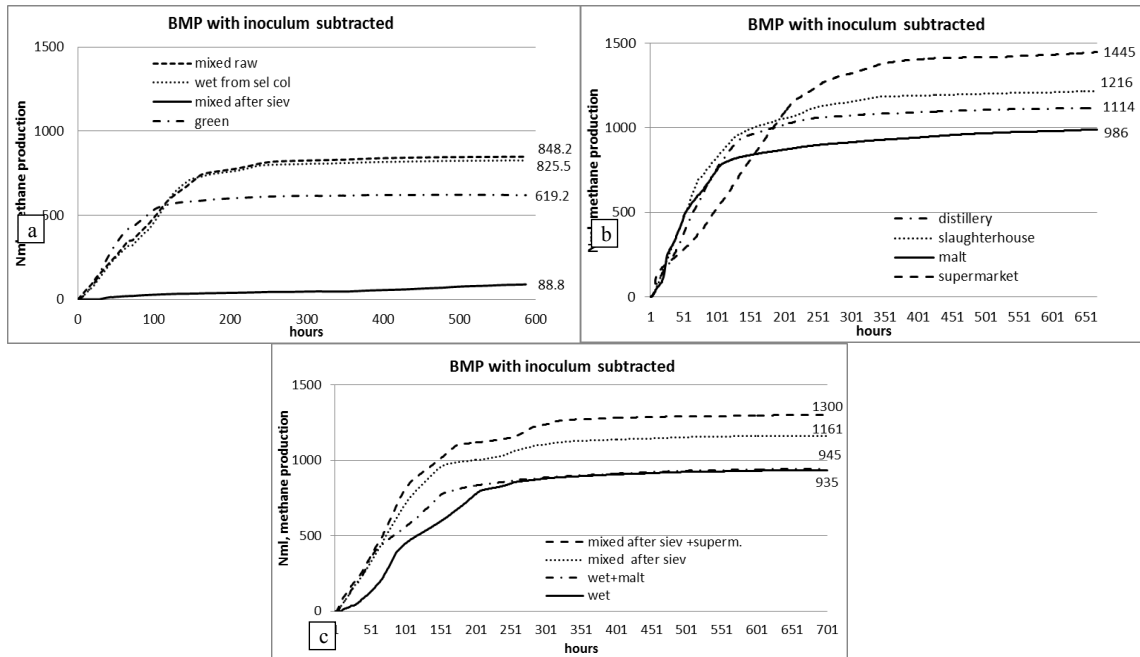 BMP with inoculum subtracted
1500
1000
500
0
mixed raw
wet from sel col
mixed after siev
green
848.2
825.5
619.2
88.8
a
0 100 200 300 400 500 600
hours
BMP with inoculum subtracted
1500
1000
500
0
1445
1216
1114
986
distillery
slaughterhouse
malt
supermarket
b
methane production
1 51 101 151 201 251 301 351 401 451 501 551 601 651
hours
BMP with inoculum subtracted
Nml, methane production
1500
1000
500
0
1300
1161
945
935
mixed after siev +superm.
mixed after siev
wet+malt
wet
c
51 101 151 201 251 301 351 401 451 501 551 601 651 701
hours